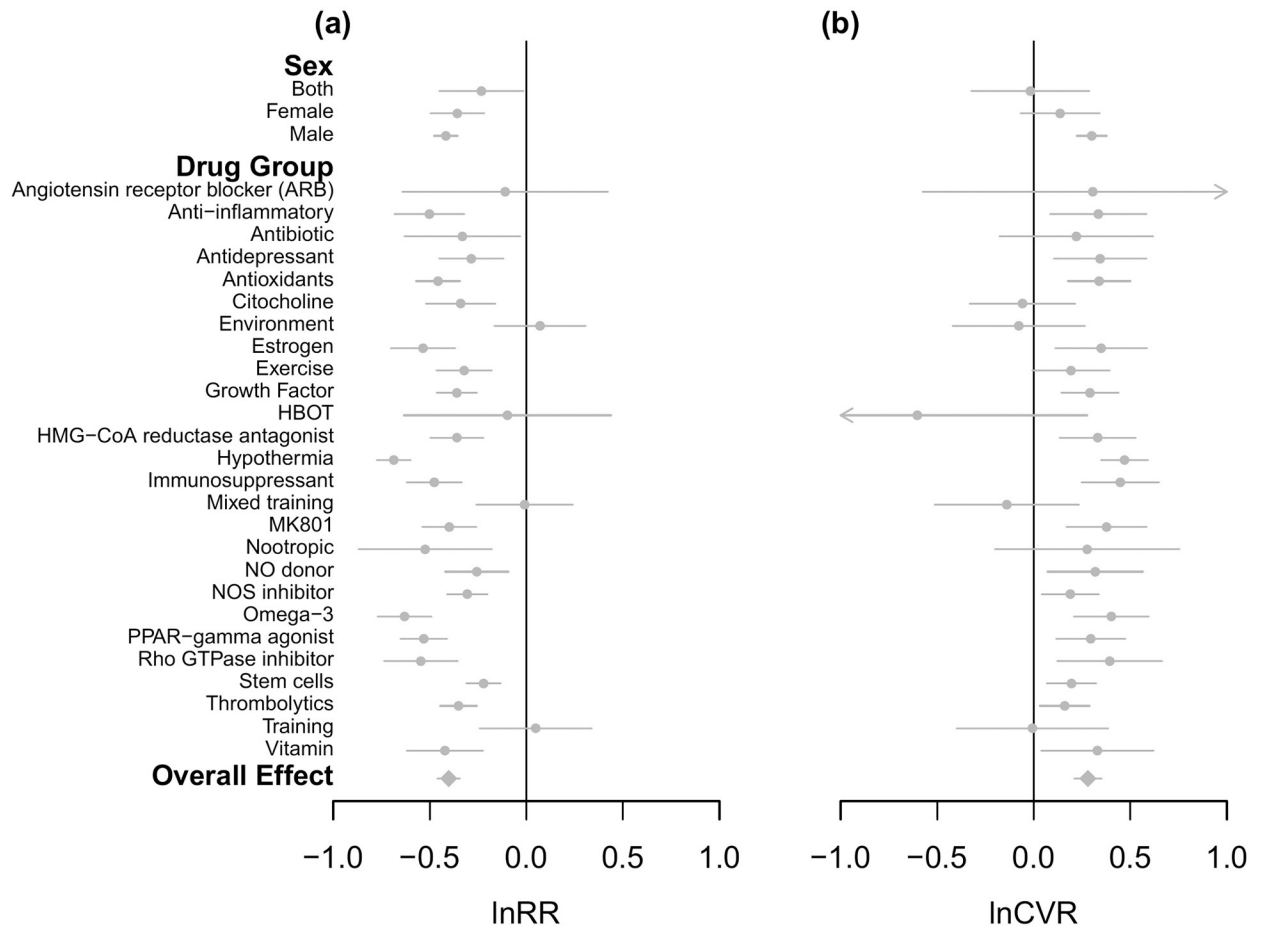 (a) (b)
Sex
Both
Female
Male
Drug Group
Angiotensin receptor blocker (ARB)
Anti−inflammatory
Antibiotic
Antidepressant
Antioxidants
Citocholine
Environment
Estrogen
Exercise
Growth Factor
HBOT
HMG−CoA reductase antagonist
Hypothermia
Immunosuppressant
Mixed training
MK801
Nootropic
NO donor
NOS inhibitor
Omega−3
PPAR−gamma agonist
Rho GTPase inhibitor
Stem cells
Thrombolytics
Training
Vitamin
Overall Effect
−1.0 −0.5 0.0 0.5 1.0 −1.0 −0.5 0.0 0.5 1.0
lnRR lnCVR